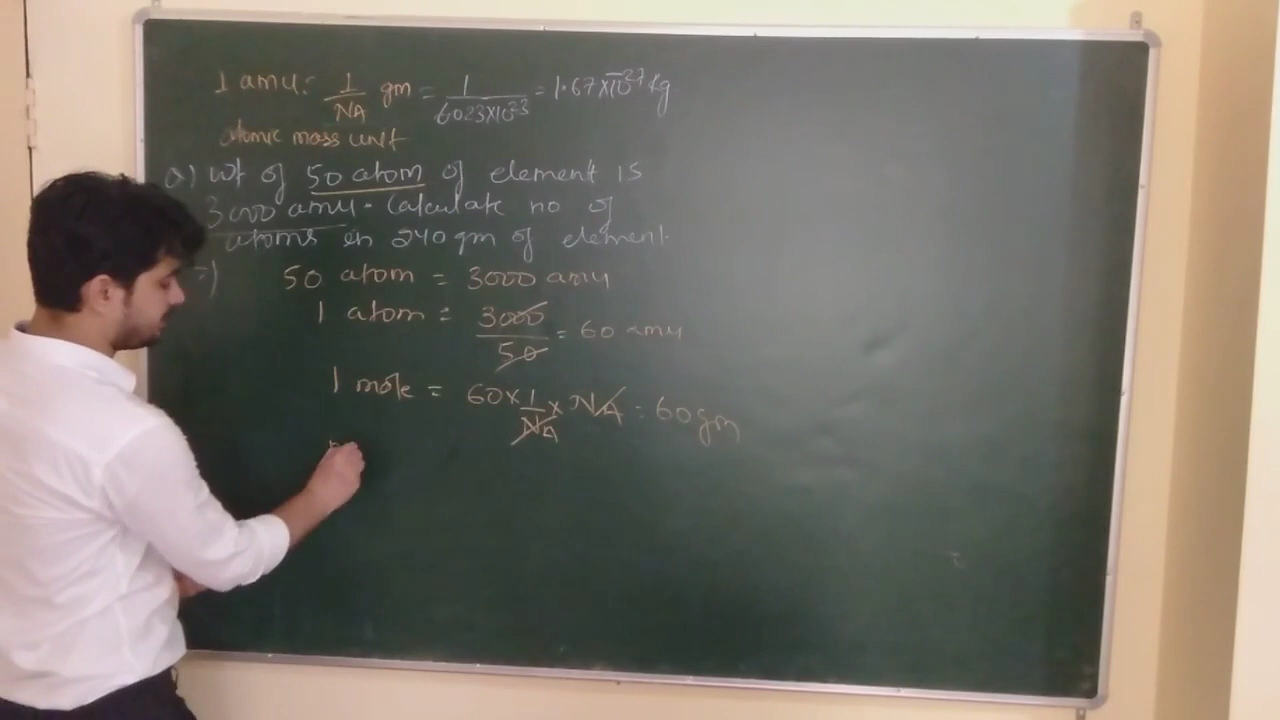 1 amu: 1/NA gm = 1/6023×10^23 = 1.67×10^-27 kg
atomic mass unit
Q) wt of 50 atom of element is
3000 amu. Calculate no of
atoms in 240 gm of element.
=) 50 atom = 3000 amu
1 atom = 3000/50 = 60 amu
1 mole = 60 × 1/NA × NA = 60 gm